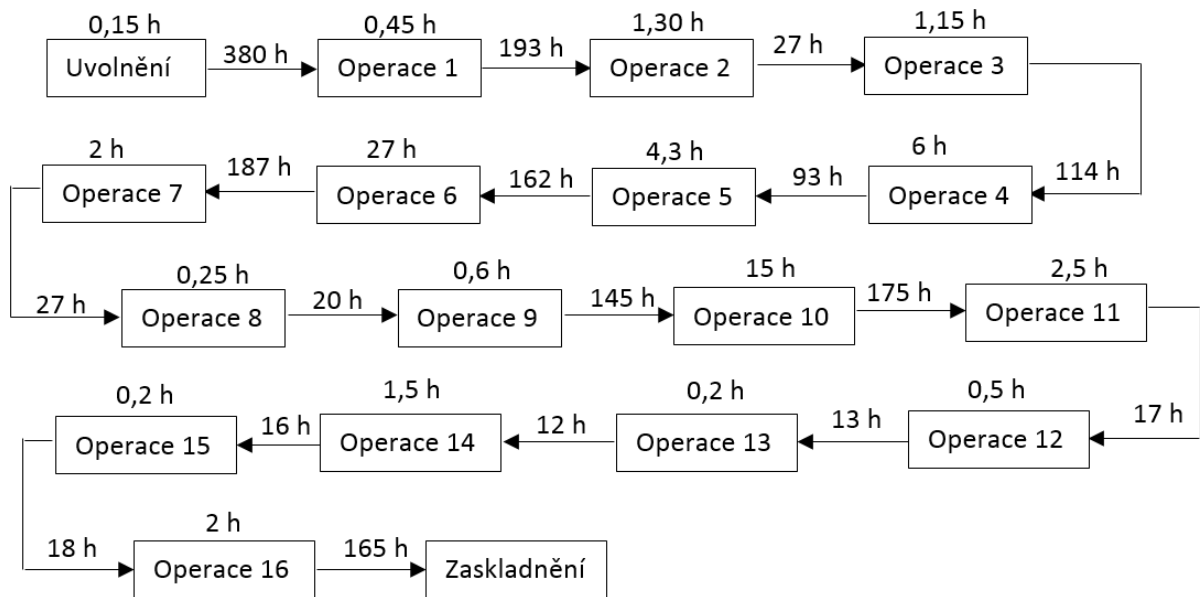 0,15 h
Uvolnění
380 h
0,45 h
Operace 1
193 h
1,30 h
Operace 2
27 h
1,15 h
Operace 3
114 h
6 h
Operace 4
93 h
4,3 h
Operace 5
162 h
27 h
Operace 6
187 h
2 h
Operace 7
27 h
0,25 h
Operace 8
20 h
0,6 h
Operace 9
145 h
15 h
Operace 10
175 h
2,5 h
Operace 11
17 h
0,5 h
Operace 12
13 h
0,2 h
Operace 13
12 h
1,5 h
Operace 14
16 h
0,2 h
Operace 15
18 h
2 h
Operace 16
165 h
Zaskladnění